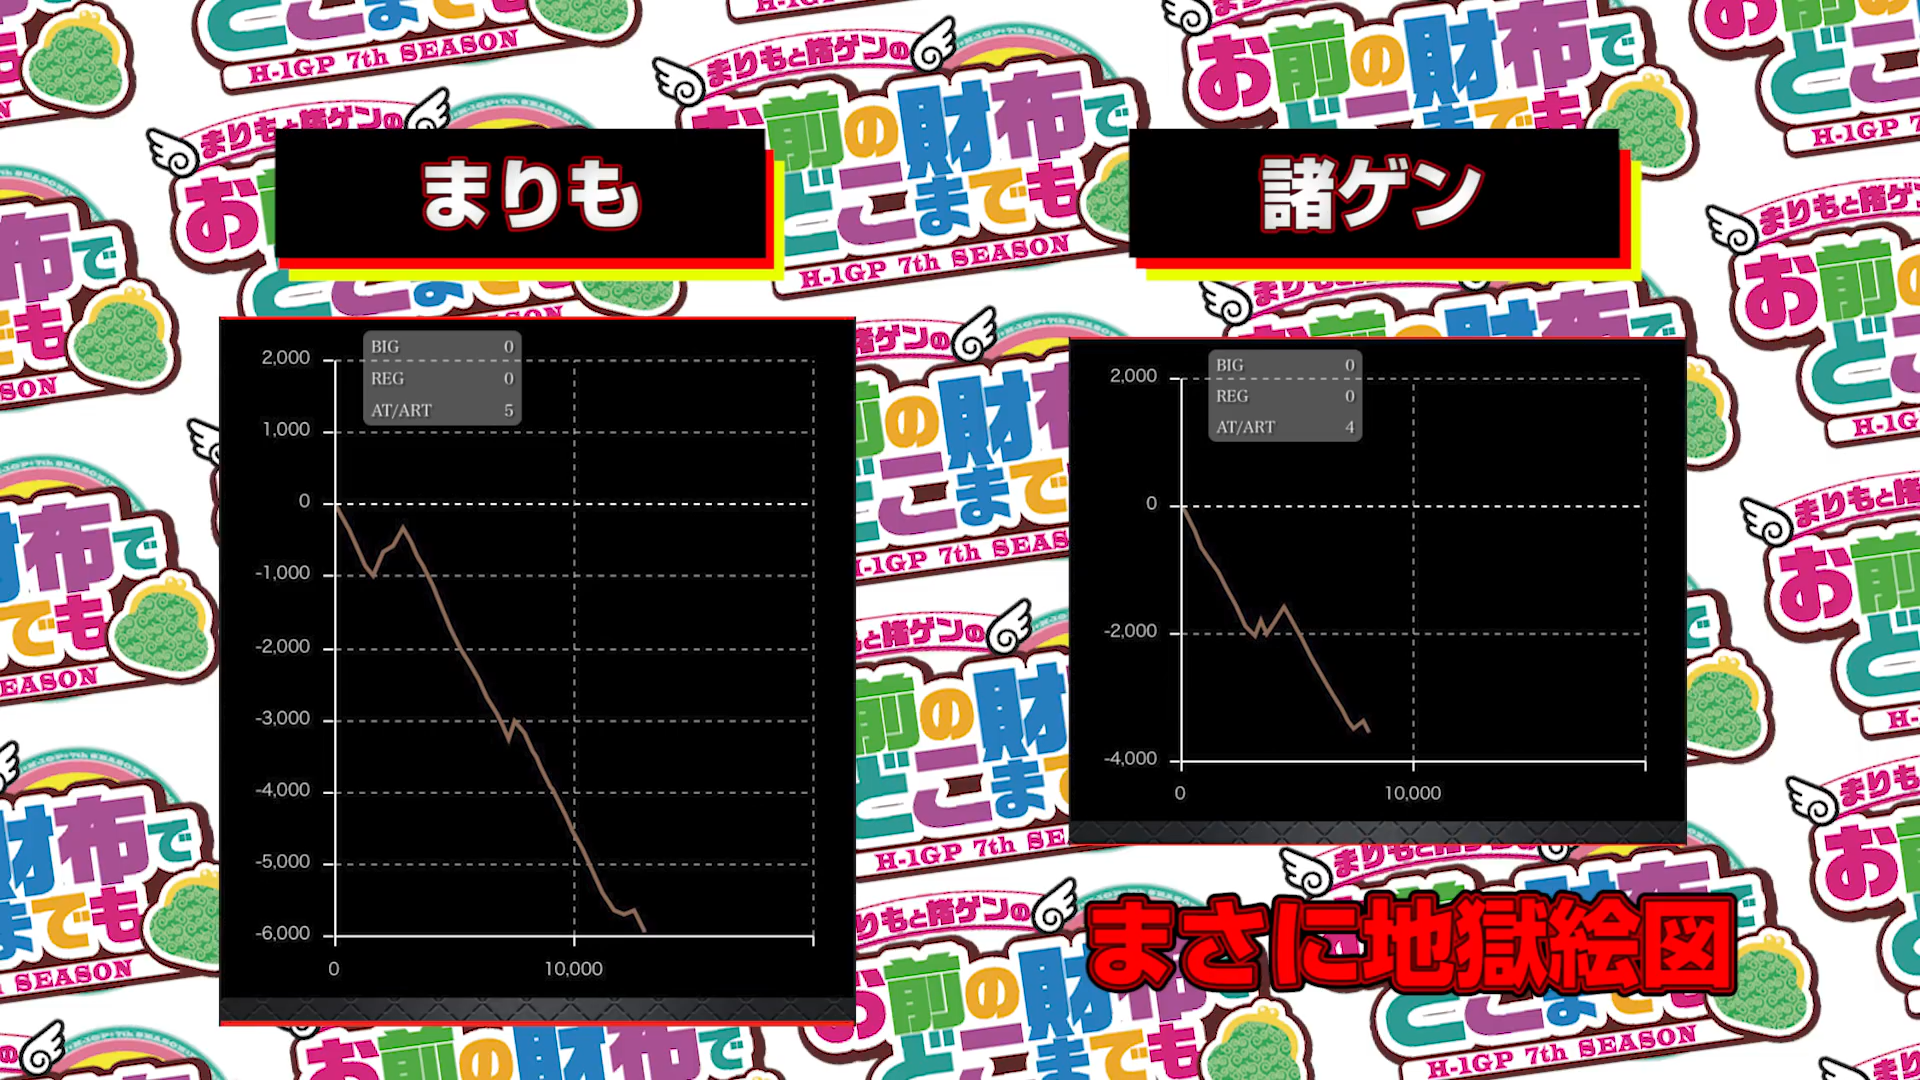 まりもと諸ゲンの
お前の財布で
どこまでも
H-1GP 7th SEASON
まりも
諸ゲン
BIG 0
REG 0
AT/ART 5
2,000
1,000
0
-1,000
-2,000
-3,000
-4,000
-5,000
-6,000
0
10,000
BIG 0
REG 0
AT/ART 4
2,000
0
-2,000
-4,000
0
10,000
まさに地獄絵図